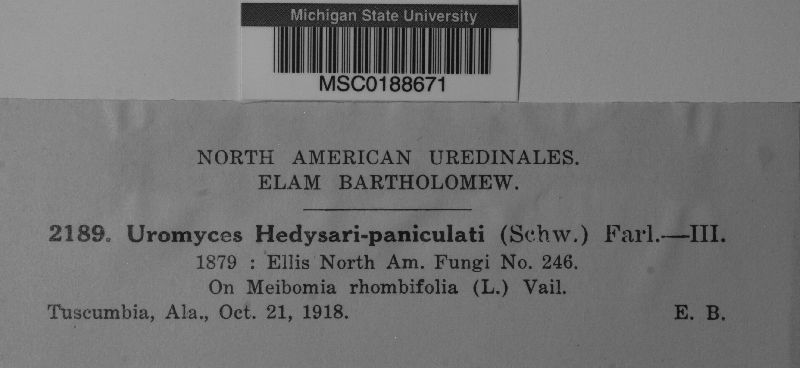 Michigan State University
MSC0188671
NORTH AMERICAN UREDINALES.
ELAM BARTHOLOMEW.
2189. Uromyces Hedysari-paniculati (Schw.) Farl.—III.
1879 : Ellis North Am. Fungi No. 246.
On Meibomia rhombifolia (L.) Vail.
Tuscumbia, Ala., Oct. 21, 1918. E. B.